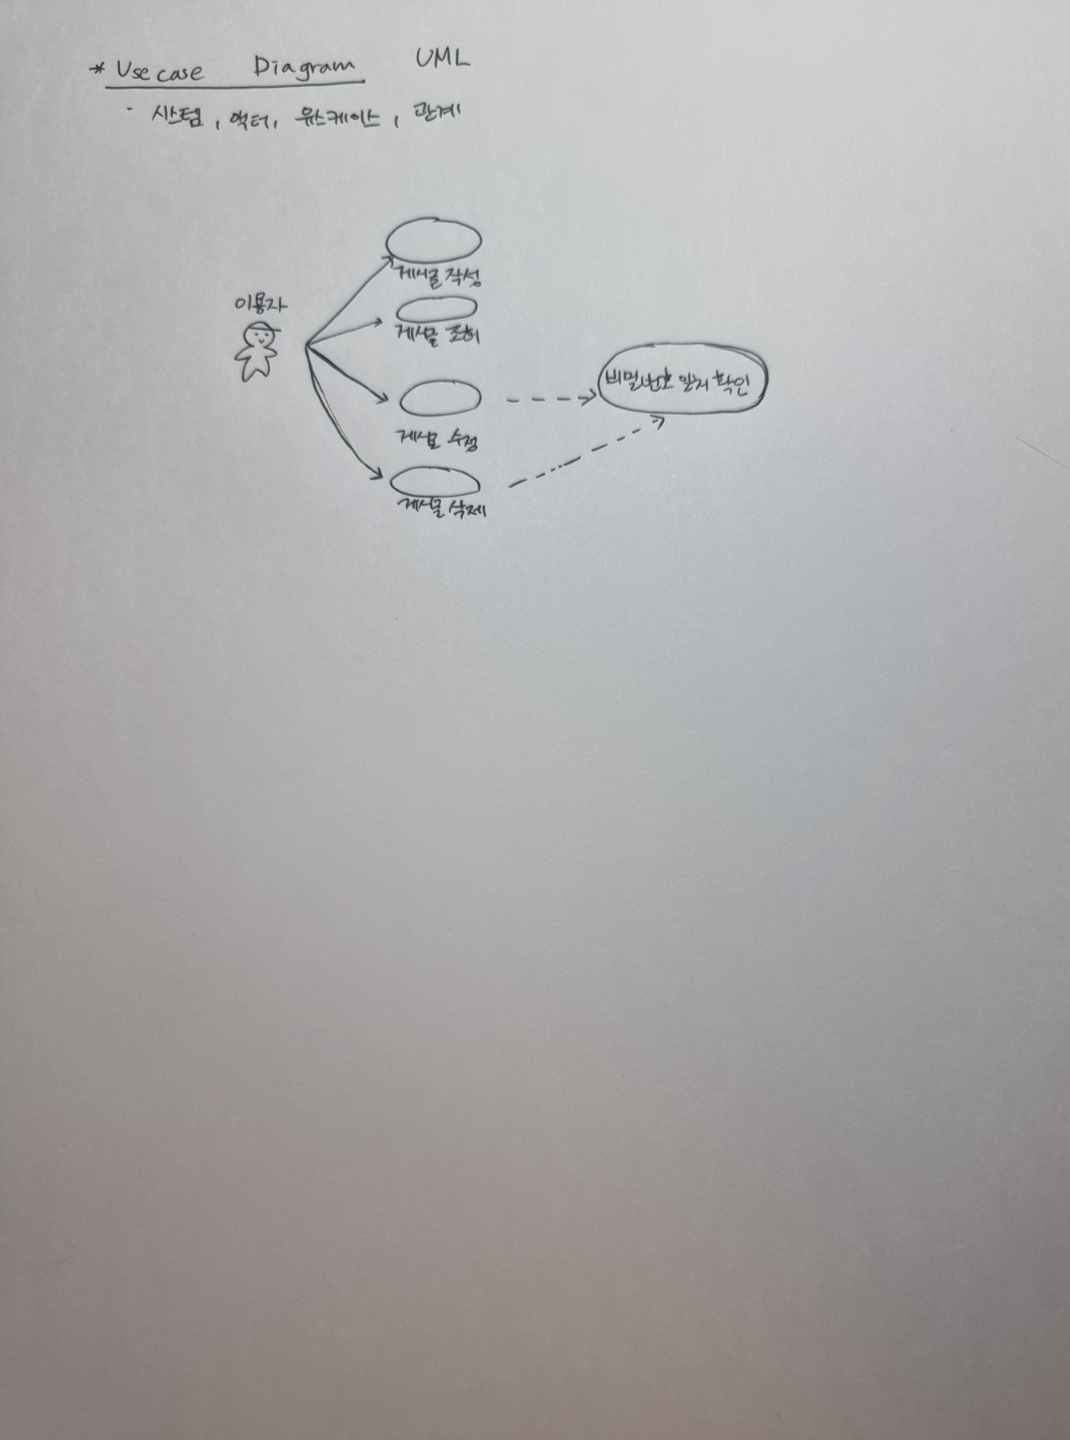 * Use case Diagram UML
- 시스템, 액터, 유스케이스, 관계
게시글 작성
이용자
게시물 조회
비밀번호 일치 확인
게시물 수정
게시물 삭제